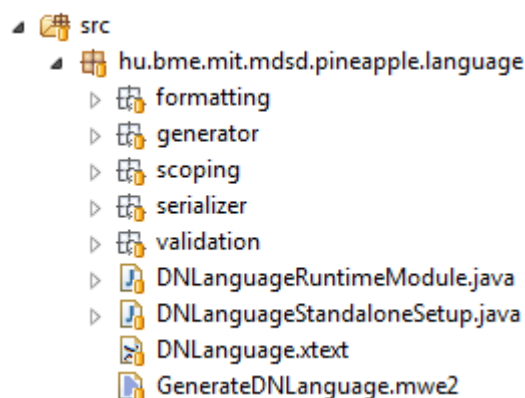 src
hu.bme.mit.mdsd.pineapple.language
formatting
generator
scoping
serializer
validation
DNLanguageRuntimeModule.java
DNLanguageStandaloneSetup.java
DNLanguage.xtext
GenerateDNLanguage.mwe2